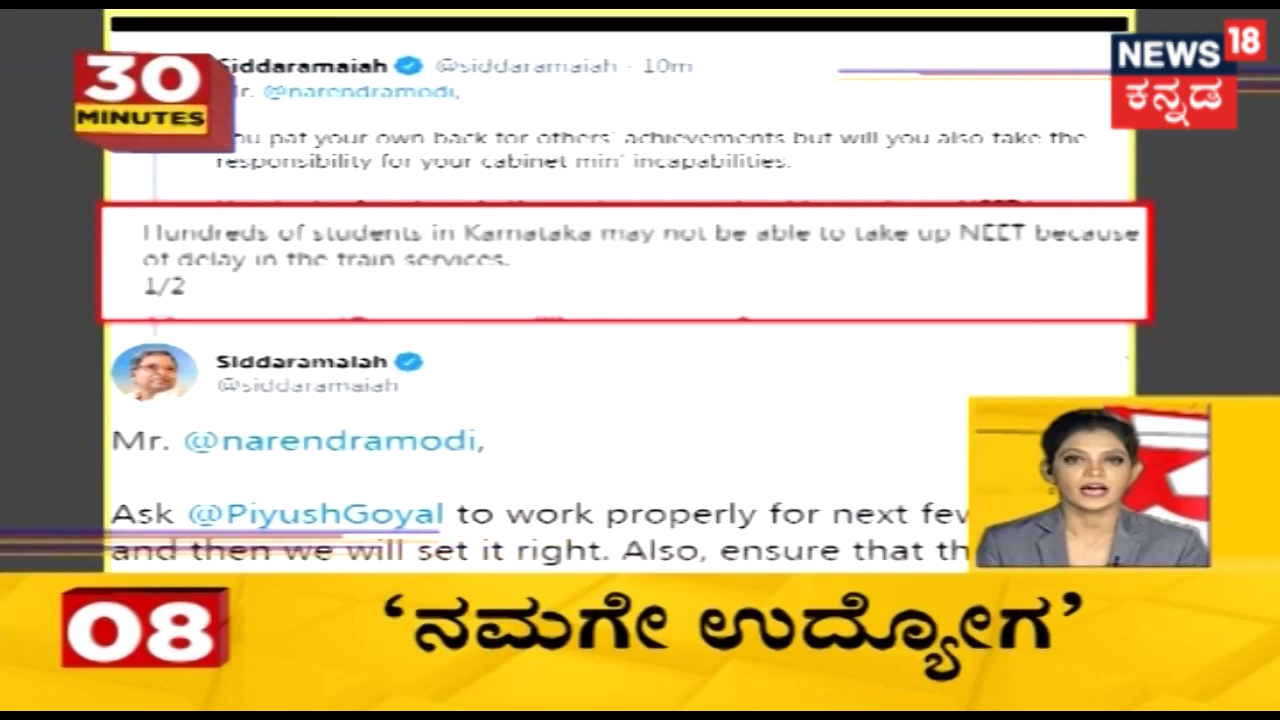 30
MINUTES
NEWS 18
ಕನ್ನಡ
Siddaramaiah @siddaramaiah · 10m
Mr. @narendramodi,
You pat your own back for others' achievements but will you also take the
responsibility for your cabinet min' incapabilities.
Hundreds of students in Karnataka may not be able to take up NEET because
of delay in the train services.
1/2
Siddaramaiah
@siddaramaiah
Mr. @narendramodi,
Ask @PiyushGoyal to work properly for next few
and then we will set it right. Also, ensure that th
08
‘ನಮಗೇ ಉದ್ಯೋಗ’